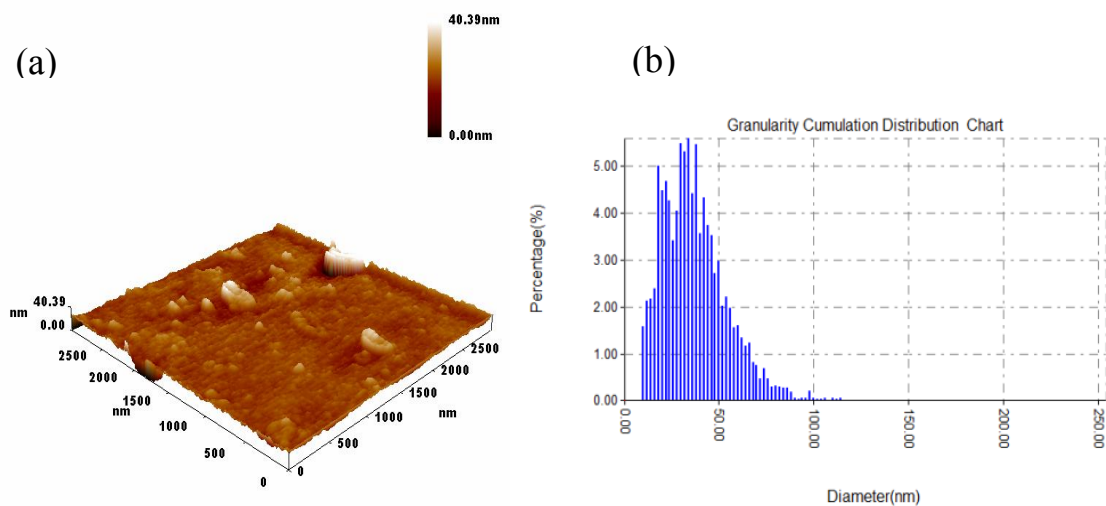 (a)
40.39nm
0.00nm
40.39
nm
0.00
2500
2000
1500
nm
1000
500
0
0
500
1000
nm
1500
2000
2500
(b)
Granularity Cumulation Distribution Chart
Percentage(%)
5.00
4.00
3.00
2.00
1.00
0.00
0.00
50.00
100.00
150.00
200.00
250.00
Diameter(nm)